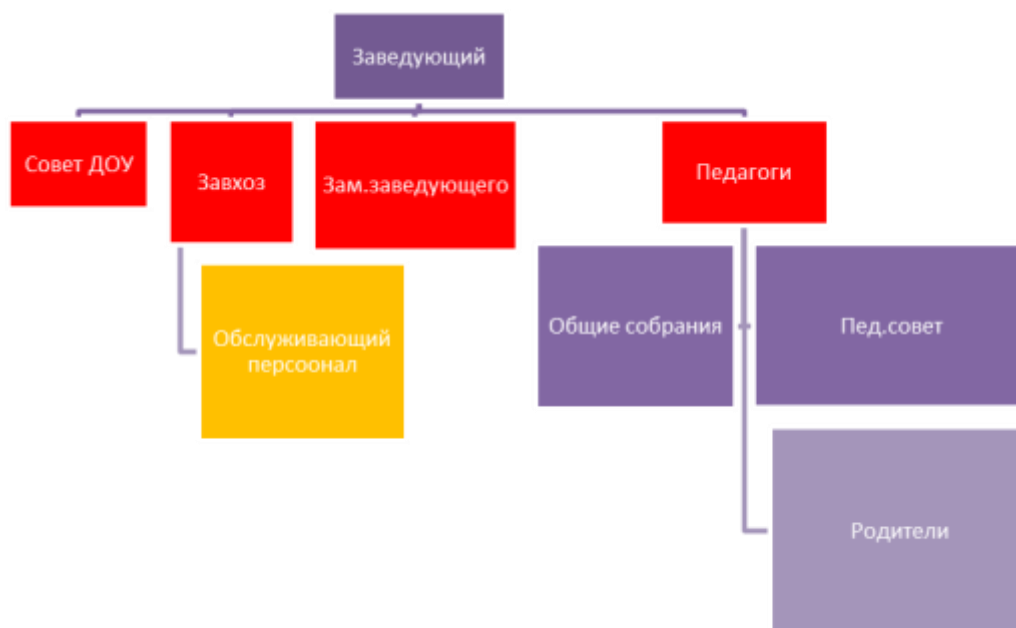 Заведующий
Совет ДОУ
Завхоз
Зам.заведующего
Педагоги
Обслуживающий
персоонал
Общие собрания
Пед.совет
Родители